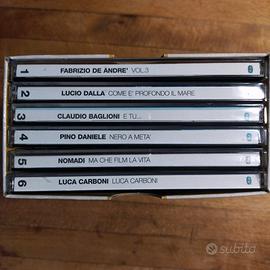 1 FABRIZIO DE ANDRE' VOL.3
2 LUCIO DALLA' COME E' PROFONDO IL MARE
3 CLAUDIO BAGLIONI E TU...
4 PINO DANIELE NERO A META'
5 NOMADI MA CHE FILM LA VITA
6 LUCA CARBONI LUCA CARBONI
subito